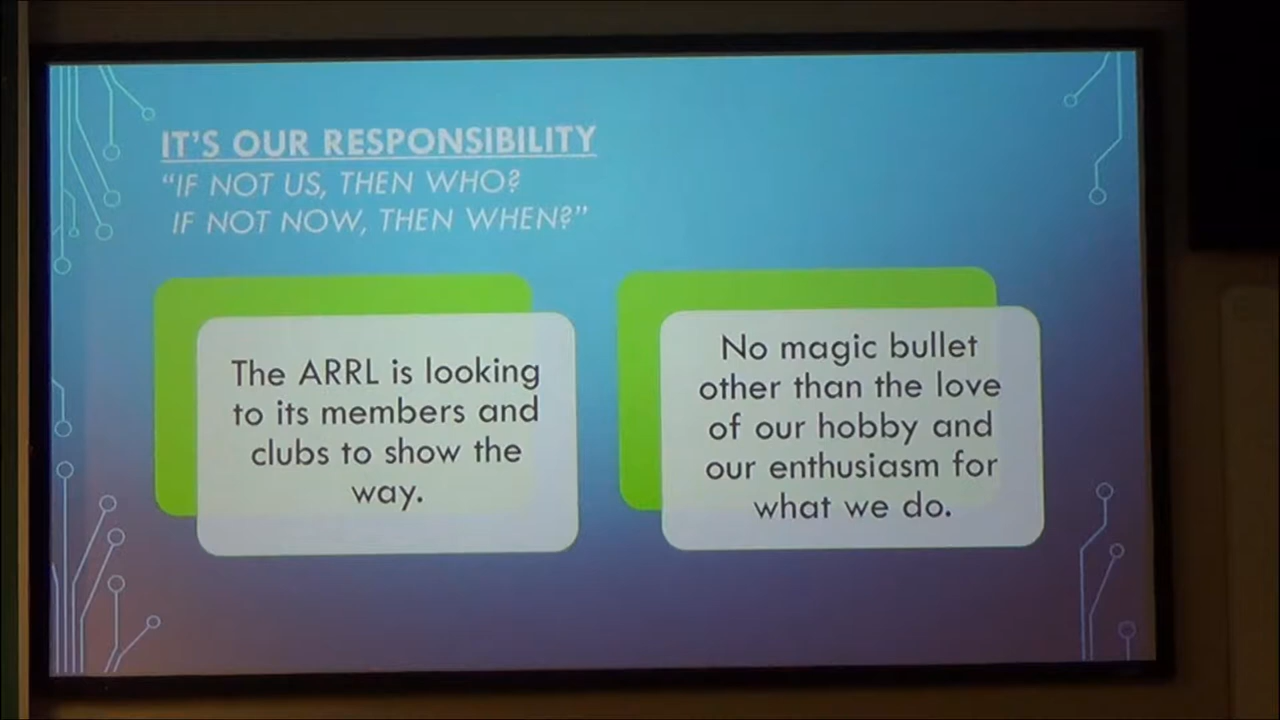 IT'S OUR RESPONSIBILITY
"IF NOT US, THEN WHO?
IF NOT NOW, THEN WHEN?"
The ARRL is looking
to its members and
clubs to show the
way.
No magic bullet
other than the love
of our hobby and
our enthusiasm for
what we do.